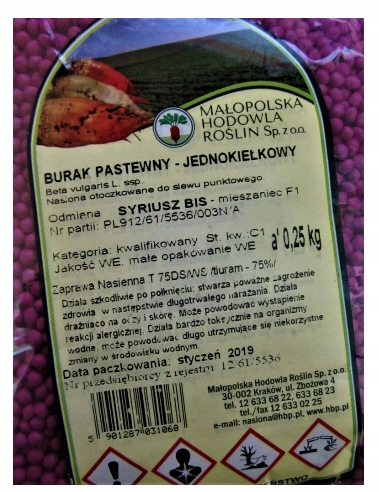 MAŁOPOLSKA
HODOWLA
ROŚLIN Sp. z o.o.
BURAK PASTEWNY - JEDNOKIEŁKOWY
Beta vulgaris L. ssp.
Nasiona otoczkowane do siewu punktowego
Odmiana SYRIUSZ BIS - mieszaniec F1
Nr partii: PL912/61/5536/003N/A
Kategoria: kwalifikowany St. kw.:C1
Jakość WE, małe opakowanie WE
a' 0,25 kg
Zaprawa Nasienna T 75DS/WS /tiuram - 75%/
Działa szkodliwie po połknięciu; stwarza poważne zagrożenie
zdrowia w następstwie długotrwałego narażenia. Działa
drażniąco na oczy i skórę. Może powodować wystąpienie
reakcji alergicznej. Działa bardzo toksycznie na organizmy
wodne, może powodować długo utrzymujące się niekorzystne
zmiany w środowisku wodnym.
Data paczkowania: styczeń 2019
Nr przedsiębiorcy z rejestru 12/61/5536
Małopolska Hodowla Roślin Sp. z o.o.
30-002 Kraków, ul. Zbożowa 4
tel. 12 633 68 22, 633 68 23
tel./fax 12 633 02 25
e-mail: nasiona@hbp.pl, www.hbp.pl
5 901287 031068